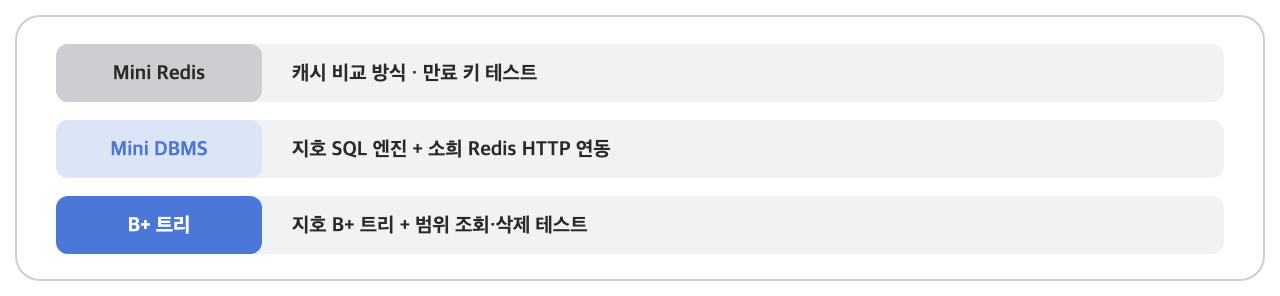 Mini Redis 캐시 비교 방식 · 만료 키 테스트
Mini DBMS 지호 SQL 엔진 + 소희 Redis HTTP 연동
B+ 트리 지호 B+ 트리 + 범위 조회·삭제 테스트